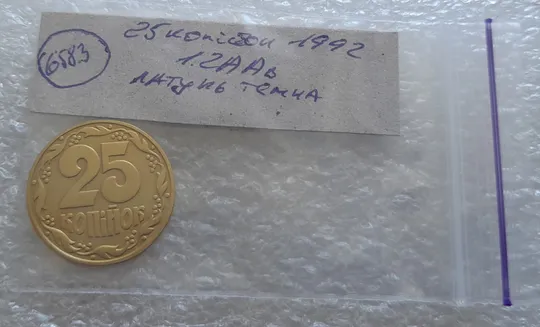 6583
25 копійок 1992
1.2ААв
латунь темна
25
КОПІЙОК